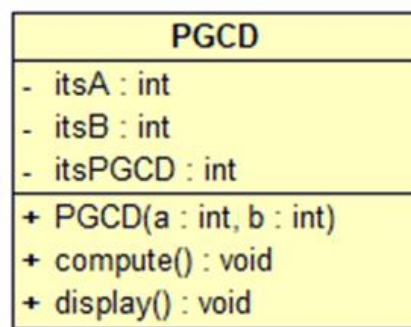 PGCD
- itsA : int
- itsB : int
- itsPGCD : int
+ PGCD(a : int, b : int)
+ compute() : void
+ display() : void